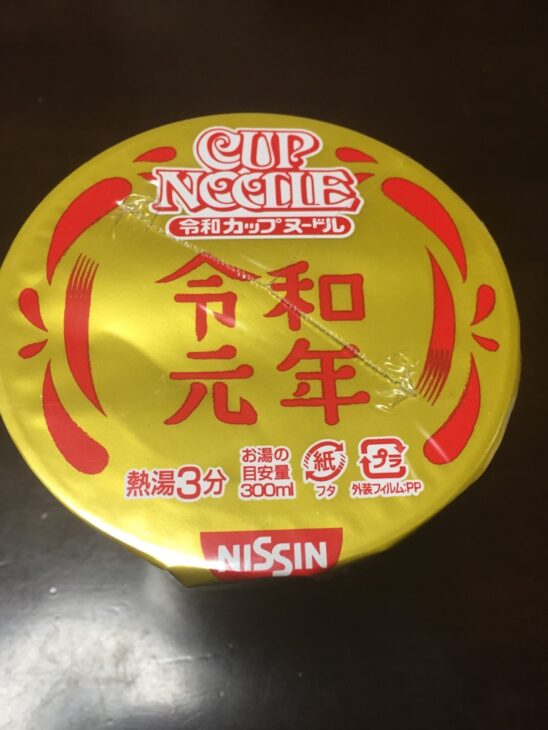 CUP
NOODLE
令和カップヌードル
令和
元年
熱湯3分
お湯の
目安量
300ml
紙
フタ
プラ
外装フィルム:PP
NISSIN